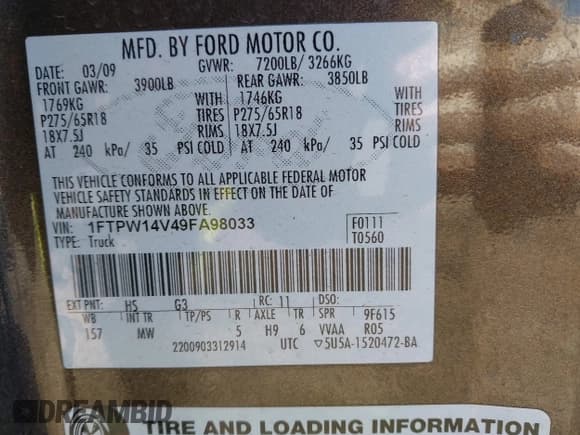 MFD. BY FORD MOTOR CO.
DATE: 03/09 GVWR: 7200LB/ 3266KG
FRONT GAWR: 3900LB REAR GAWR: 3850LB
1769KG WITH 1746KG WITH
P275/65R18 TIRES P275/65R18 TIRES
18X7.5J RIMS 18X7.5J RIMS
AT 240 kPa/ 35 PSI COLD AT 240 kPa/ 35 PSI COLD
THIS VEHICLE CONFORMS TO ALL APPLICABLE FEDERAL MOTOR
VEHICLE SAFETY STANDARDS IN EFFECT ON THE DATE OF
MANUFACTURE SHOWN ABOVE.
VIN: 1FTPW14V49FA98033 F0111
TYPE: Truck T0560
EXT PNT: HS G3 RC: 11 DSO:
WB INT TR TP/PS R AXLE TR SPR 9F615
157 MW 5 H9 6 VVAA R05
2200903312914 UTC ▽5U5A-1520472-BA
DREAMBID
TIRE AND LOADING INFORMATION